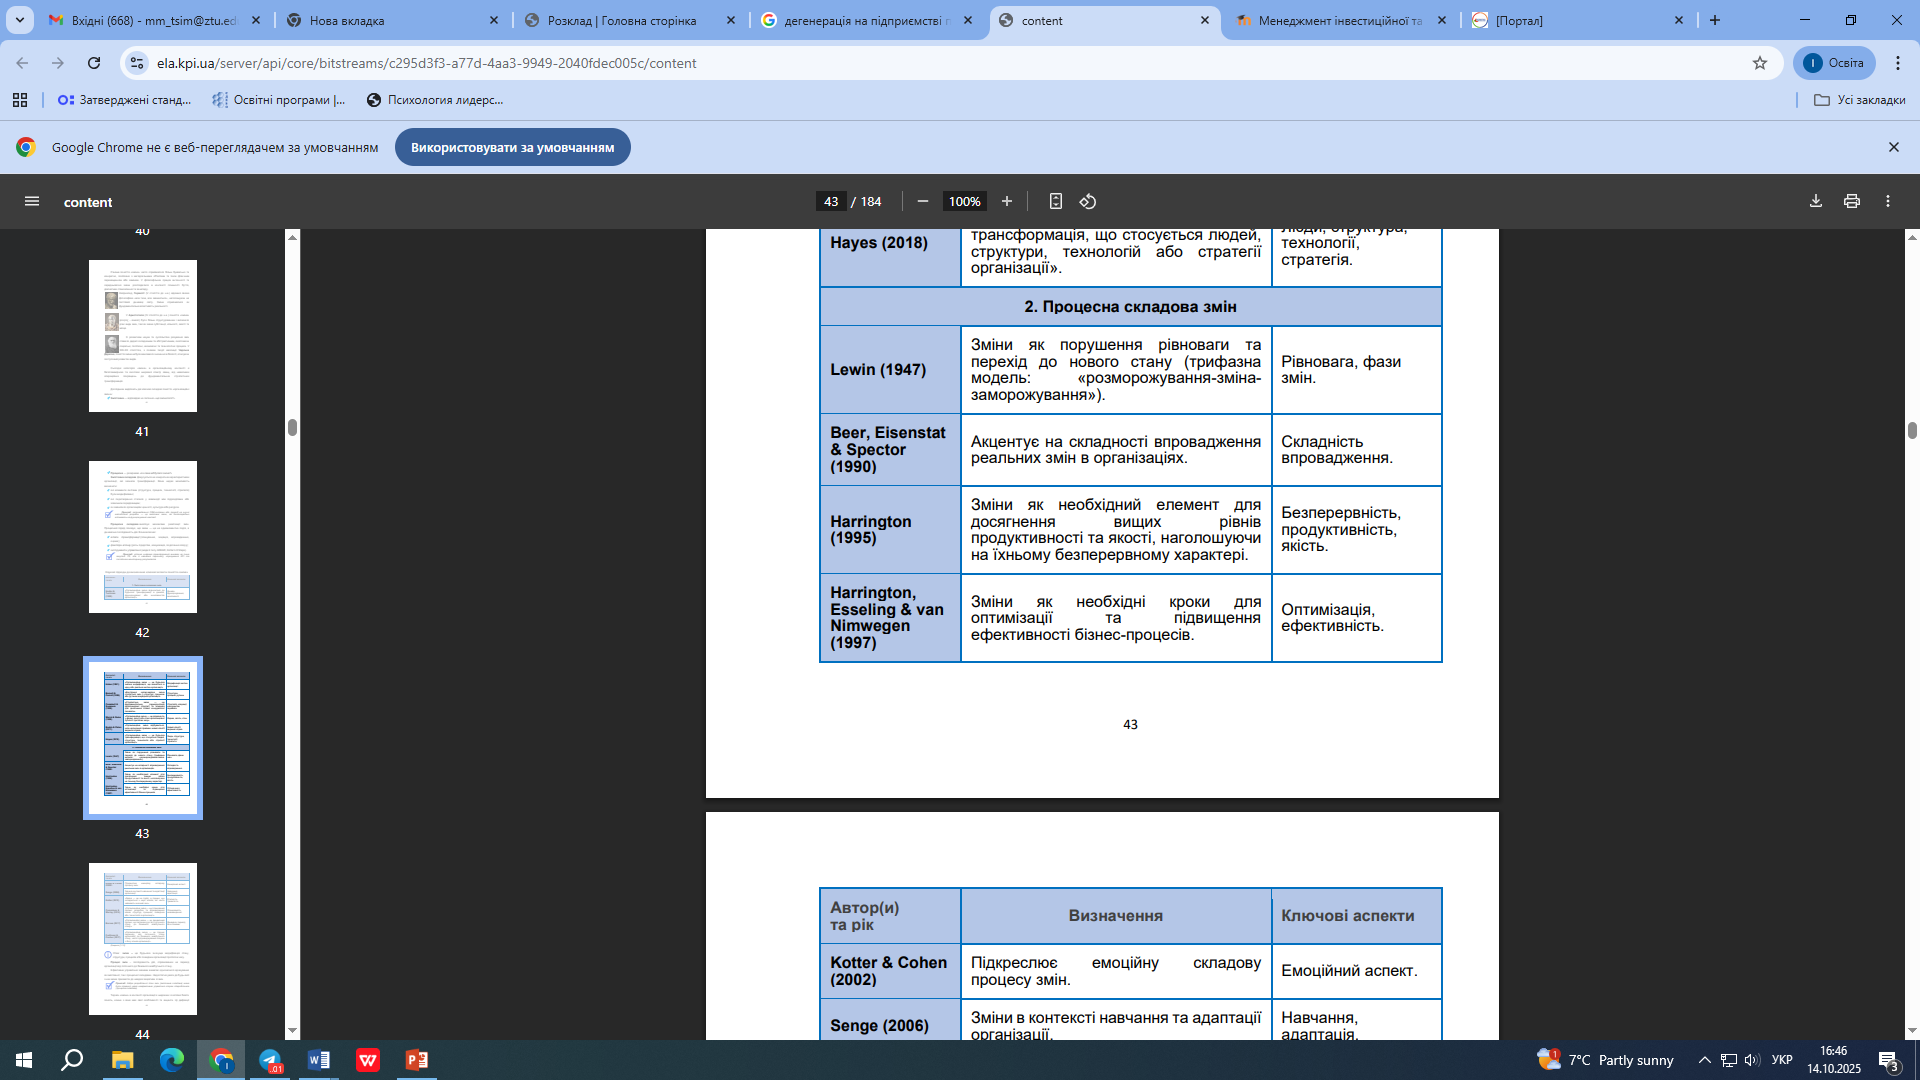 Вхідні (668) - mm_tsim@ztu.ed
Нова вкладка
Розклад | Головна сторінка
дегенерація на підприємстві п
content
Менеджмент інвестиційної та
[Портал]
ela.kpi.ua/server/api/core/bitstreams/c295d3f3-a77d-4aa3-9949-2040fdec005c/content
І
Освіта
Затверджені станд...
Освітні програми |...
Психология лидерс...
Усі закладки
Google Chrome не є веб-переглядачем за умовчанням
Використовувати за умовчанням
content
43 / 184
100%
40
41
42
43
44
Hayes (2018)
трансформація, що стосується людей,
структури, технологій або стратегії
організації».
люди, структура,
технології,
стратегія.
2. Процесна складова змін
Lewin (1947)
Зміни як порушення рівноваги та
перехід до нового стану (трифазна
модель: «розморожування-зміна-
заморожування»).
Рівновага, фази
змін.
Beer, Eisenstat
& Spector
(1990)
Акцентує на складності впровадження
реальних змін в організаціях.
Складність
впровадження.
Harrington
(1995)
Зміни як необхідний елемент для
досягнення вищих рівнів
продуктивності та якості, наголошуючи
на їхньому безперервному характері.
Безперервність,
продуктивність,
якість.
Harrington,
Esseling & van
Nimwegen
(1997)
Зміни як необхідні кроки для
оптимізації та підвищення
ефективності бізнес-процесів.
Оптимізація,
ефективність.
43
Автор(и)
та рік
Визначення
Ключові аспекти
Kotter & Cohen
(2002)
Підкреслює емоційну складову
процесу змін.
Емоційний аспект.
Senge (2006)
Зміни в контексті навчання та адаптації
організації.
Навчання,
адаптація.
7°C Partly sunny
УКР
16:46
14.10.2025
3